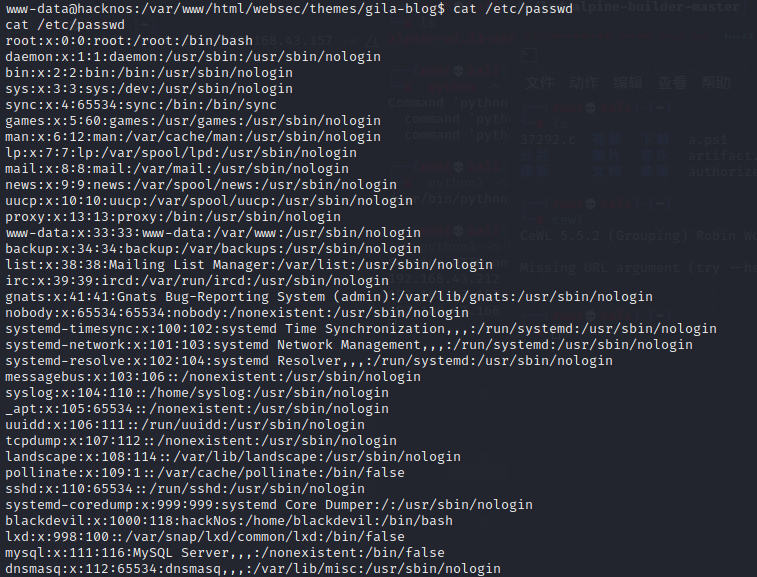 www-data@hacknos:/var/www/html/websec/themes/gila-blog$ cat /etc/passwd
cat /etc/passwd
root:x:0:0:root:/root:/bin/bash
daemon:x:1:1:daemon:/usr/sbin:/usr/sbin/nologin
bin:x:2:2:bin:/bin:/usr/sbin/nologin
sys:x:3:3:sys:/dev:/usr/sbin/nologin
sync:x:4:65534:sync:/bin:/bin/sync
games:x:5:60:games:/usr/games:/usr/sbin/nologin
man:x:6:12:man:/var/cache/man:/usr/sbin/nologin
lp:x:7:7:lp:/var/spool/lpd:/usr/sbin/nologin
mail:x:8:8:mail:/var/mail:/usr/sbin/nologin
news:x:9:9:news:/var/spool/news:/usr/sbin/nologin
uucp:x:10:10:uucp:/var/spool/uucp:/usr/sbin/nologin
proxy:x:13:13:proxy:/bin:/usr/sbin/nologin
www-data:x:33:33:www-data:/var/www:/usr/sbin/nologin
backup:x:34:34:backup:/var/backups:/usr/sbin/nologin
list:x:38:38:Mailing List Manager:/var/list:/usr/sbin/nologin
irc:x:39:39:ircd:/var/run/ircd:/usr/sbin/nologin
gnats:x:41:41:Gnats Bug-Reporting System (admin):/var/lib/gnats:/usr/sbin/nologin
nobody:x:65534:65534:nobody:/nonexistent:/usr/sbin/nologin
systemd-timesync:x:100:102:systemd Time Synchronization,,,:/run/systemd:/usr/sbin/nologin
systemd-network:x:101:103:systemd Network Management,,,:/run/systemd:/usr/sbin/nologin
systemd-resolve:x:102:104:systemd Resolver,,,:/run/systemd:/usr/sbin/nologin
messagebus:x:103:106::/nonexistent:/usr/sbin/nologin
syslog:x:104:110::/home/syslog:/usr/sbin/nologin
_apt:x:105:65534::/nonexistent:/usr/sbin/nologin
uuidd:x:106:111::/run/uuidd:/usr/sbin/nologin
tcpdump:x:107:112::/nonexistent:/usr/sbin/nologin
landscape:x:108:114::/var/lib/landscape:/usr/sbin/nologin
pollinate:x:109:1::/var/cache/pollinate:/bin/false
sshd:x:110:65534::/run/sshd:/usr/sbin/nologin
systemd-coredump:x:999:999:systemd Core Dumper:/:/usr/sbin/nologin
blackdevil:x:1000:118:hackNos:/home/blackdevil:/bin/bash
lxd:x:998:100::/var/snap/lxd/common/lxd:/bin/false
mysql:x:111:116:MySQL Server,,,:/nonexistent:/bin/false
dnsmasq:x:112:65534:dnsmasq,,,:/var/lib/misc:/usr/sbin/nologin